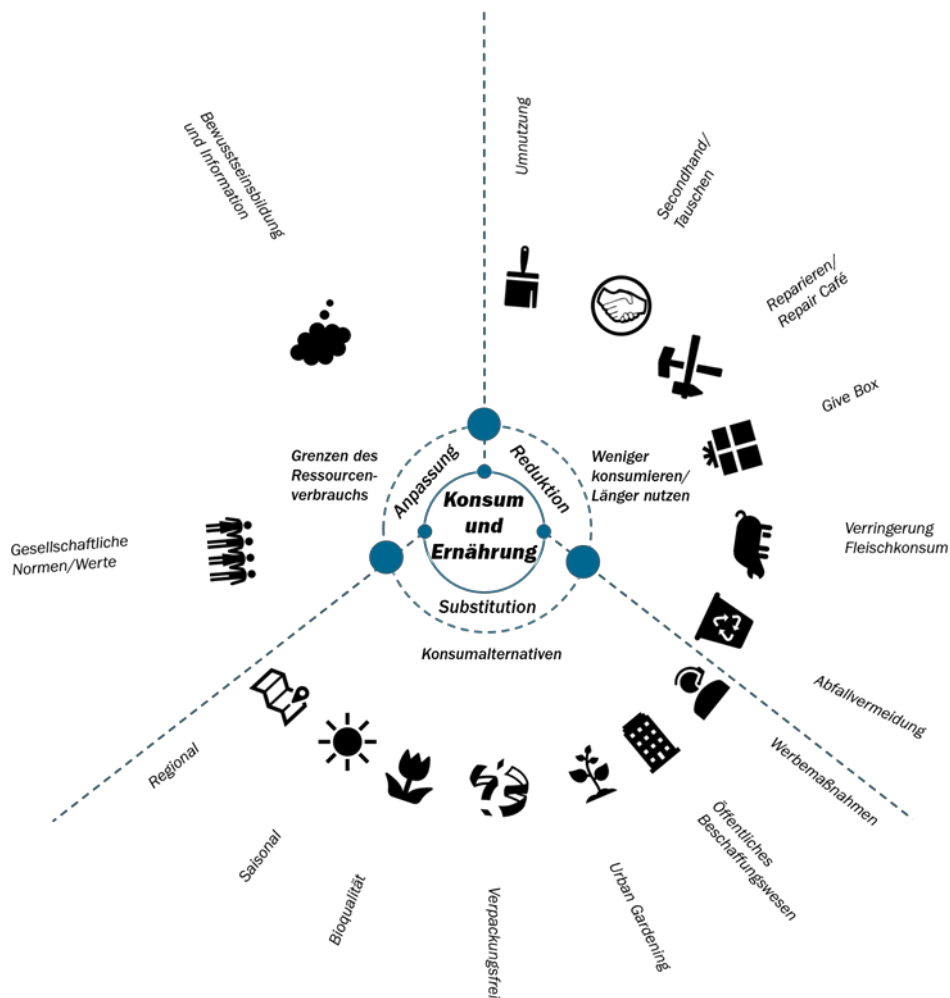 Konsum
und
Ernährung
Anpassung
Grenzen des
Ressourcen-
verbrauchs
Bewusstseinsbildung
und Information
Gesellschaftliche
Normen/Werte
Reduktion
Weniger
konsumieren/
Länger nutzen
Umnutzung
Secondhand/
Tauschen
Reparieren/
Repair Café
Give Box
Verringerung
Fleischkonsum
Abfallvermeidung
Werbemaßnahmen
Substitution
Konsumalternativen
Öffentliches
Beschaffungswesen
Urban Gardening
Verpackungsfrei
Bioqualität
Saisonal
Regional